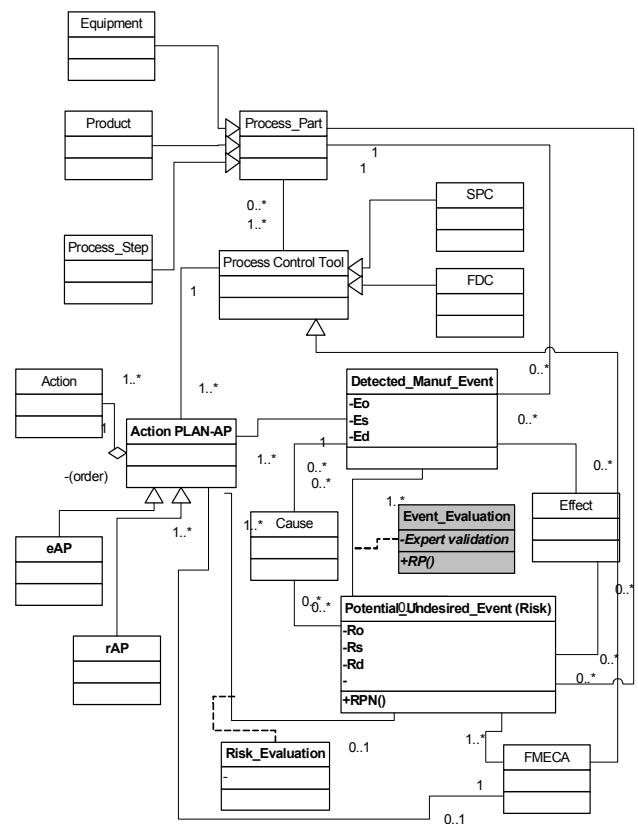 Equipment
Product
Process_Part
1
1
SPC
0..*
1..*
Process_Step
Process Control Tool
1
FDC
Action
1..*
1..*
Detected_Manuf_Event
0..*
-Eo
-Es
-Ed
0..*
1
Action PLAN-AP
1..*
1
0..*
0..*
0..*
-(order)
1..*
Event_Evaluation
-Expert validation
+RP()
Effect
1..*
1..*
Cause
eAP
0..*
0..*
0..*
Potential_Undesired_Event (Risk)
0..1
-Ro
-Rs
-Rd
-
+RPN()
rAP
0..*
0..*
Risk_Evaluation
-
0..1
1..*
FMECA
1
0..1